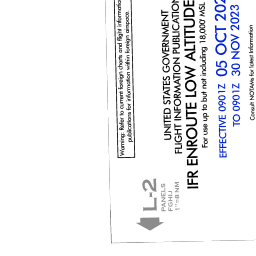 Warning: Refer to current foreign charts and flight information
publications for information within foreign airspace.
UNITED STATES GOVERNMENT
FLIGHT INFORMATION PUBLICATION
IFR ENROUTE LOW ALTITUDE
For use up to but not including 18,000' MSL
EFFECTIVE 0901Z 05 OCT 202
TO 0901Z 30 NOV 2023
Consult NOTAMs for latest information
L-2
PANELS
FGHIJ
1"=8 NM